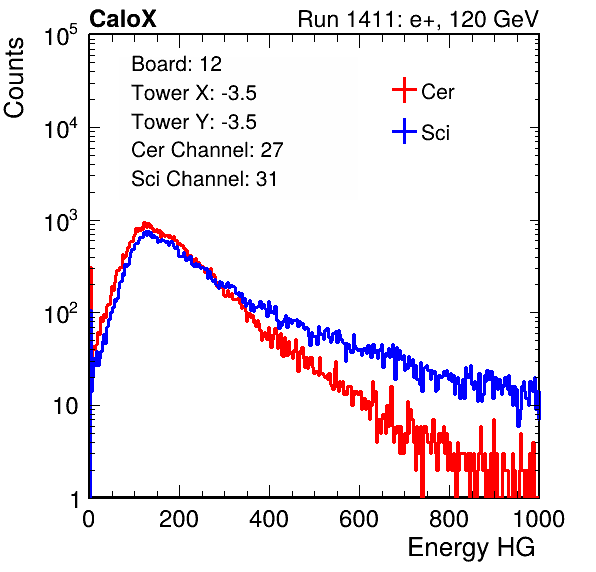 CaloX Run 1411: e+, 120 GeV
Board: 12
Tower X: -3.5
Tower Y: -3.5
Cer Channel: 27
Sci Channel: 31
Cer
Sci
Counts
10^5
10^4
10^3
10^2
10
1
0 200 400 600 800 1000
Energy HG